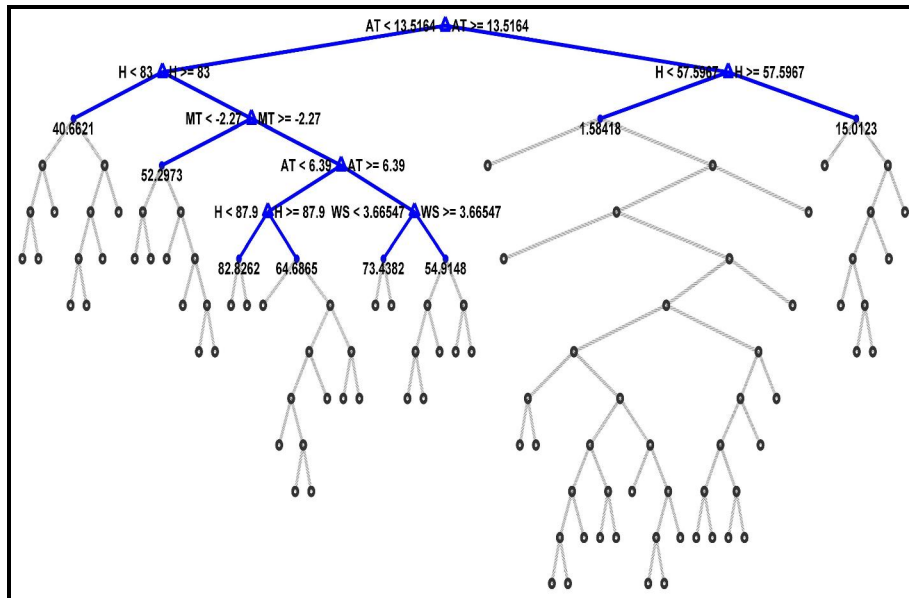 AT < 13.5164 AT >= 13.5164
H < 83 H >= 83
H < 57.5967 H >= 57.5967
40.6621
MT < -2.27 MT >= -2.27
1.58418
15.0123
52.2973
AT < 6.39 AT >= 6.39
H < 87.9 H >= 87.9
WS < 3.66547 WS >= 3.66547
82.8262
64.6865
73.4382
54.9148